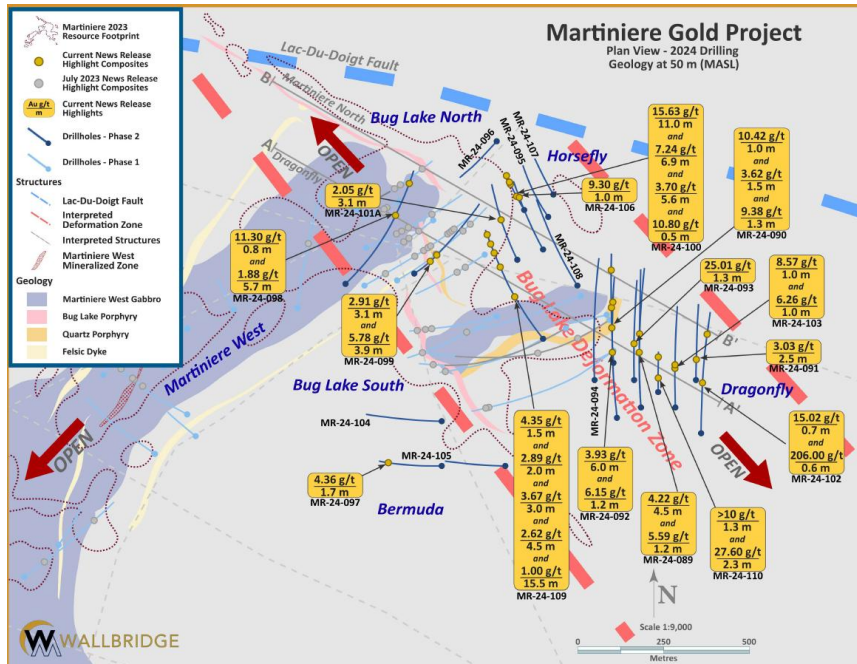 Martiniere Gold Project
Plan View - 2024 Drilling
Geology at 50 m (MASL)
Martiniere 2023
Resource Footprint
Current News Release
Highlight Composites
July 2023 News Release
Highlight Composites
Au g/t
m
Current News Release
Highlights
Drillholes - Phase 2
Drillholes - Phase 1
Structures
Lac-Du-Doigt Fault
Interpreted
Deformation Zone
Interpreted Structures
Martiniere West
Mineralized Zone
Geology
Martiniere West Gabbro
Bug Lake Porphyry
Quartz Porphyry
Felsic Dyke
Lac-Du-Doigt Fault
B
Martiniere North
A
Dragonfly
OPEN
Bug Lake North
MR-24-096
MR-24-095
MR-24-107
Horsefly
15.63 g/t
11.0 m
and
7.24 g/t
6.9 m
and
3.70 g/t
5.6 m
and
10.80 g/t
0.5 m
MR-24-100
10.42 g/t
1.0 m
and
3.62 g/t
1.5 m
and
9.38 g/t
1.3 m
MR-24-090
9.30 g/t
1.0 m
MR-24-106
2.05 g/t
3.1 m
MR-24-101A
11.30 g/t
0.8 m
and
1.88 g/t
5.7 m
MR-24-098
2.91 g/t
3.1 m
and
5.78 g/t
3.9 m
MR-24-099
MR-24-108
25.01 g/t
1.3 m
MR-24-093
8.57 g/t
1.0 m
and
6.26 g/t
1.0 m
MR-24-103
3.03 g/t
2.5 m
MR-24-091
'B'
'A'
Dragonfly
Bug Lake Deformation Zone
Martiniere West
OPEN
Bug Lake South
MR-24-104
MR-24-105
4.36 g/t
1.7 m
MR-24-097
Bermuda
MR-24-094
4.35 g/t
1.5 m
and
2.89 g/t
2.0 m
and
3.67 g/t
3.0 m
and
2.62 g/t
4.5 m
and
1.00 g/t
15.5 m
MR-24-109
3.93 g/t
6.0 m
and
6.15 g/t
1.2 m
MR-24-092
4.22 g/t
4.5 m
and
5.59 g/t
1.2 m
MR-24-089
>10 g/t
1.3 m
and
27.60 g/t
2.3 m
MR-24-110
15.02 g/t
0.7 m
and
206.00 g/t
0.6 m
MR-24-102
OPEN
N
Scale 1:9,000
0 250 500
Metres
WALLBRIDGE